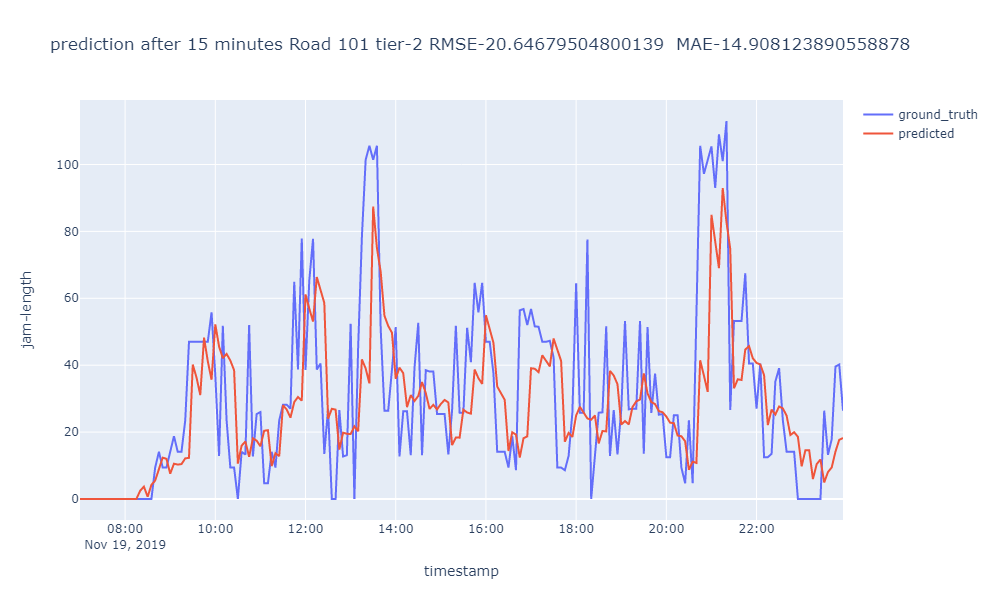 prediction after 15 minutes Road 101 tier-2 RMSE-20.64679504800139  MAE-14.908123890558878
ground_truth
predicted
100
80
60
40
20
0
jam-length
08:00 10:00 12:00 14:00 16:00 18:00 20:00 22:00
Nov 19, 2019
timestamp